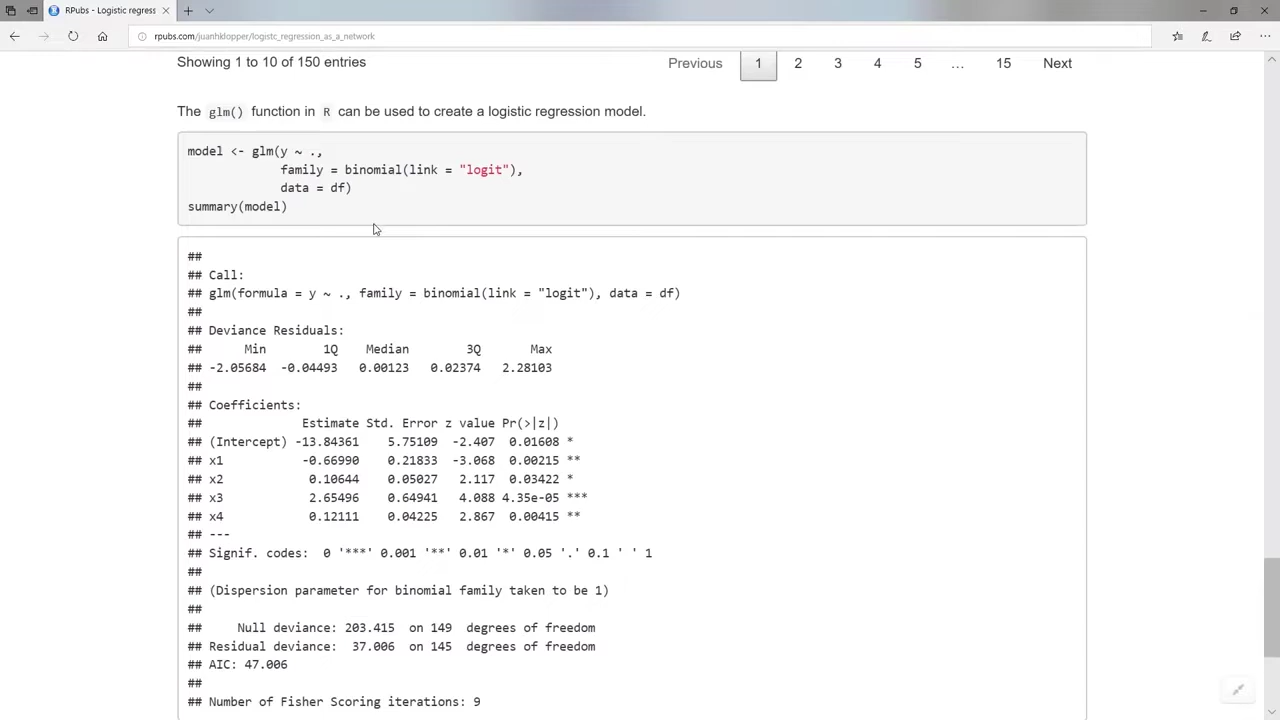 RPubs - Logistic regress
rpubs.com/juanhklopper/logistc_regression_as_a_network
Showing 1 to 10 of 150 entries
Previous 1 2 3 4 5 … 15 Next
The glm() function in R can be used to create a logistic regression model.
model <- glm(y ~ .,
family = binomial(link = "logit"),
data = df)
summary(model)
##
## Call:
## glm(formula = y ~ ., family = binomial(link = "logit"), data = df)
##
## Deviance Residuals:
## Min 1Q Median 3Q Max
## -2.05684 -0.04493 0.00123 0.02374 2.28103
##
## Coefficients:
## Estimate Std. Error z value Pr(>|z|)
## (Intercept) -13.84361 5.75109 -2.407 0.01608 *
## x1 -0.66990 0.21833 -3.068 0.00215 **
## x2 0.10644 0.05027 2.117 0.03422 *
## x3 2.65496 0.64941 4.088 4.35e-05 ***
## x4 0.12111 0.04225 2.867 0.00415 **
## ---
## Signif. codes: 0 '***' 0.001 '**' 0.01 '*' 0.05 '.' 0.1 ' ' 1
##
## (Dispersion parameter for binomial family taken to be 1)
##
## Null deviance: 203.415 on 149 degrees of freedom
## Residual deviance: 37.006 on 145 degrees of freedom
## AIC: 47.006
##
## Number of Fisher Scoring iterations: 9